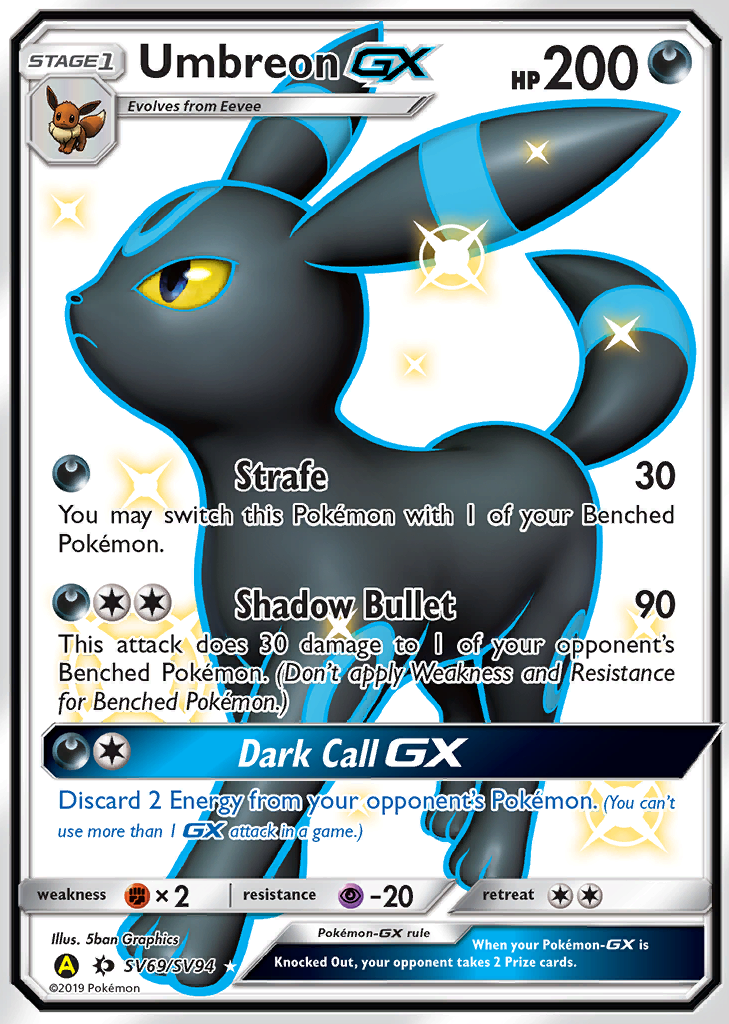 STAGE1 Umbreon GX HP 200
Evolves from Eevee
Strafe 30
You may switch this Pokémon with 1 of your Benched
Pokémon.
Shadow Bullet 90
This attack does 30 damage to 1 of your opponent's
Benched Pokémon. (Don't apply Weakness and Resistance
for Benched Pokémon.)
Dark Call GX
Discard 2 Energy from your opponent's Pokémon. (You can't
use more than 1 GX attack in a game.)
weakness × 2 resistance -20 retreat
Illus. 5ban Graphics
Pokémon-GX rule
When your Pokémon-GX is
Knocked Out, your opponent takes 2 Prize cards.
A SV69/SV94
©2019 Pokémon